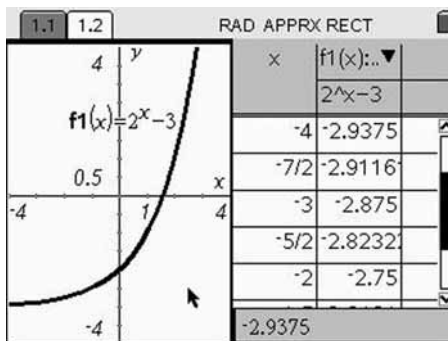 1.1 1.2 RAD APPRX RECT
4 y
f1(x)=2^x-3
0.5 x
-4 1 4
-4
x f1(x):..▼
2^x-3
-4 -2.9375
-7/2 -2.9116
-3 -2.875
-5/2 -2.8232
-2 -2.75
-2.9375